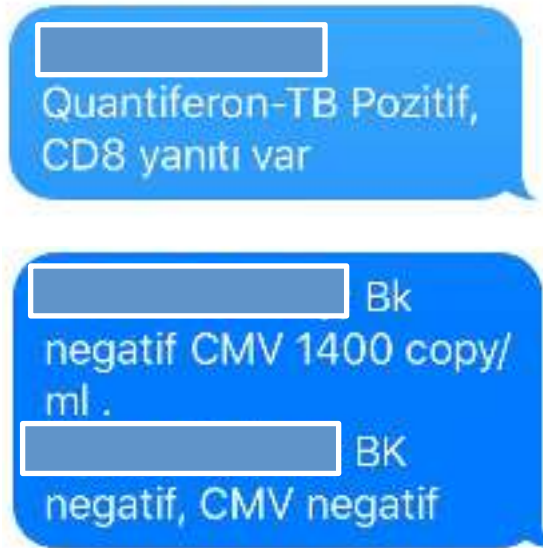 Quantiferon-TB Pozitif,
CD8 yanıtı var
Bk
negatif CMV 1400 copy/
ml .
BK
negatif, CMV negatif